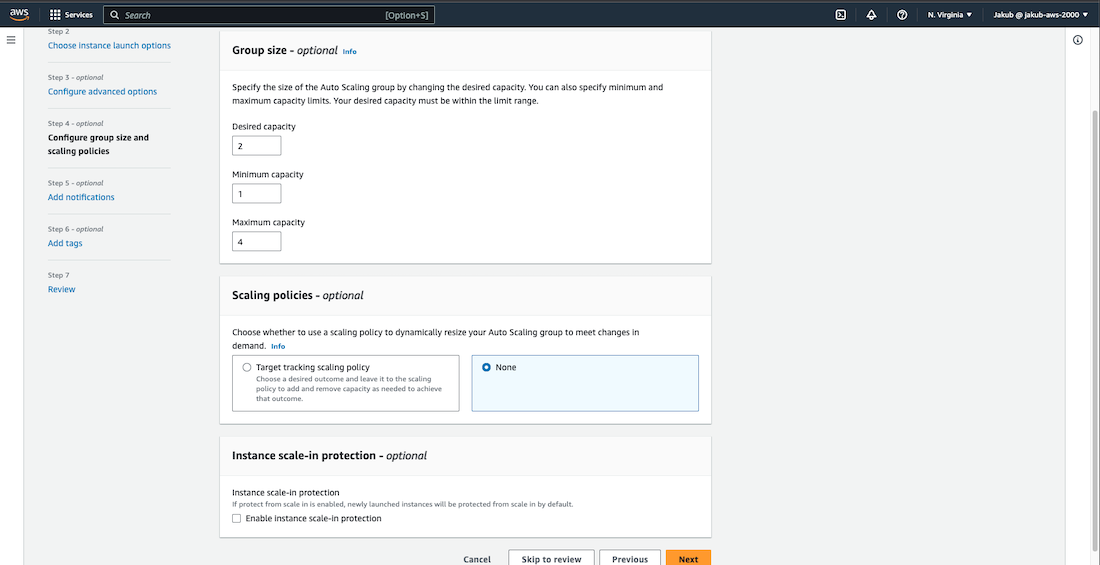 aws Services Search [Option+S] N. Virginia Jakub @ jakub-aws-2000
Step 2
Choose instance launch options
Step 3 - optional
Configure advanced options
Step 4 - optional
Configure group size and
scaling policies
Step 5 - optional
Add notifications
Step 6 - optional
Add tags
Step 7
Review
Group size - optional Info
Specify the size of the Auto Scaling group by changing the desired capacity. You can also specify minimum and
maximum capacity limits. Your desired capacity must be within the limit range.
Desired capacity
2
Minimum capacity
1
Maximum capacity
4
Scaling policies - optional
Choose whether to use a scaling policy to dynamically resize your Auto Scaling group to meet changes in
demand. Info
Target tracking scaling policy
Choose a desired outcome and leave it to the scaling
policy to add and remove capacity as needed to achieve
that outcome.
None
Instance scale-in protection - optional
Instance scale-in protection
If protect from scale in is enabled, newly launched instances will be protected from scale in by default.
Enable instance scale-in protection
Cancel Skip to review Previous Next